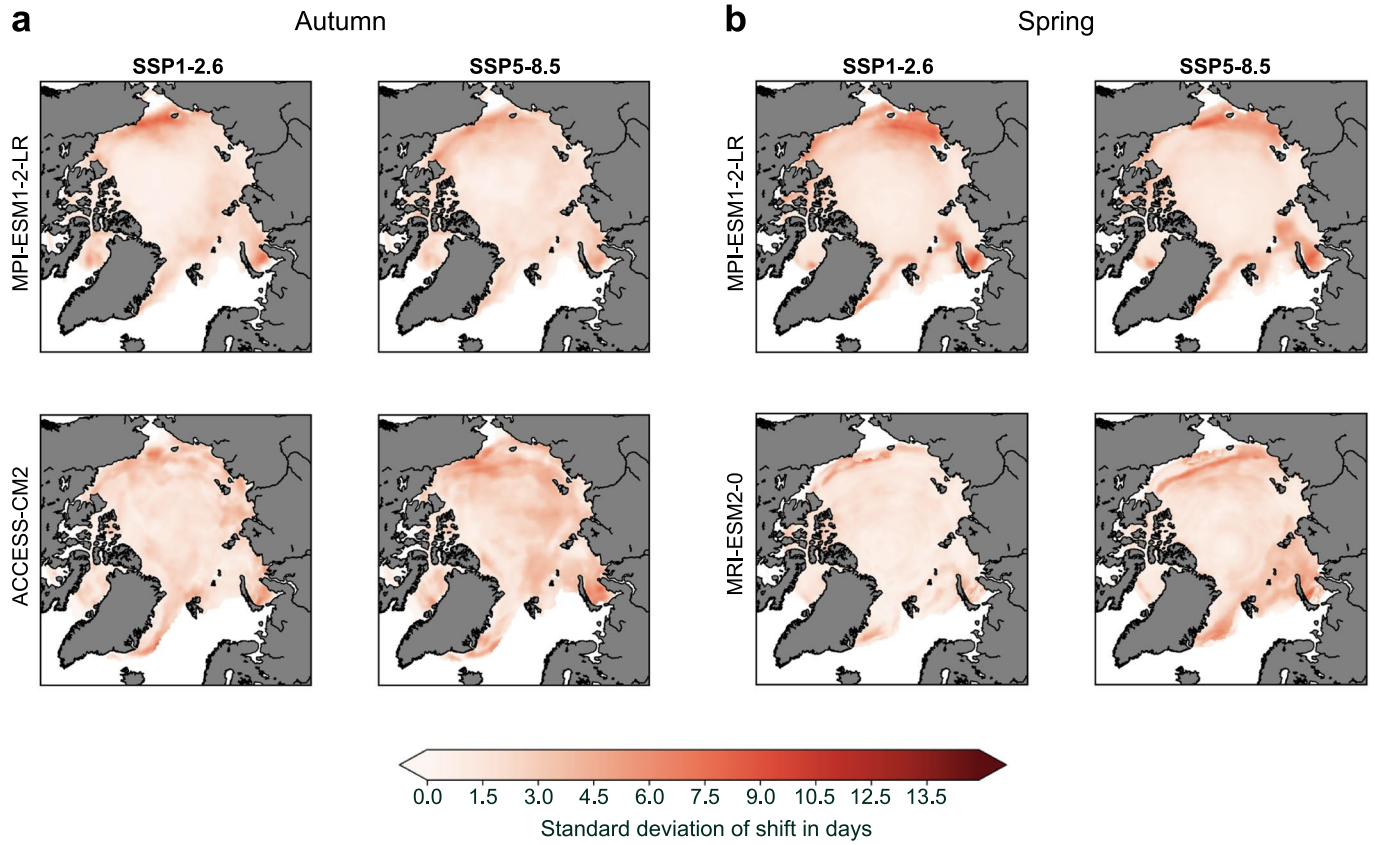 a
Autumn
b
Spring
SSP1-2.6
SSP5-8.5
SSP1-2.6
SSP5-8.5
MPI-ESM1-2-LR
MPI-ESM1-2-LR
ACCESS-CM2
MRI-ESM2-0
0.0 1.5 3.0 4.5 6.0 7.5 9.0 10.5 12.5 13.5
Standard deviation of shift in days